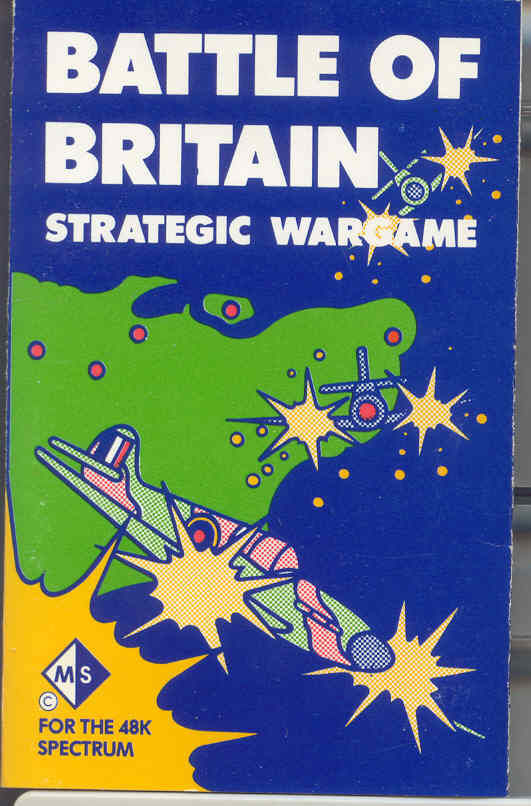 BATTLE OF
BRITAIN
STRATEGIC WARGAME
MS
©
FOR THE 48K
SPECTRUM